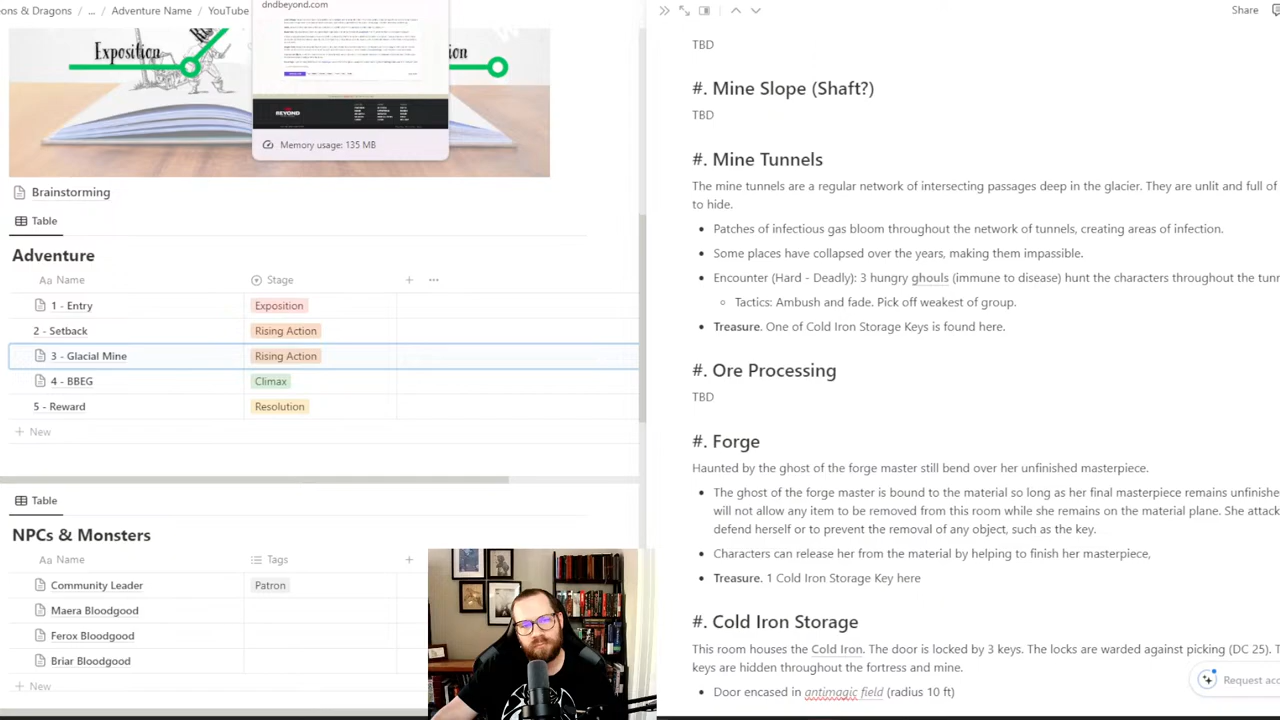 ons & Dragons / ... / Adventure Name / YouTube
dndbeyond.com
BEYOND
Memory usage: 135 MB
Brainstorming
Table
Adventure
Aa Name
Stage
1 - Entry
Exposition
2 - Setback
Rising Action
3 - Glacial Mine
Rising Action
4 - BBEG
Climax
5 - Reward
Resolution
+ New
Table
NPCs & Monsters
Aa Name
Tags
Community Leader
Patron
Maera Bloodgood
Ferox Bloodgood
Briar Bloodgood
+ New
Share
TBD
#. Mine Slope (Shaft?)
TBD
#. Mine Tunnels
The mine tunnels are a regular network of intersecting passages deep in the glacier. They are unlit and full of
to hide.
• Patches of infectious gas bloom throughout the network of tunnels, creating areas of infection.
• Some places have collapsed over the years, making them impassible.
• Encounter (Hard - Deadly): 3 hungry ghouls (immune to disease) hunt the characters throughout the tunn
◦ Tactics: Ambush and fade. Pick off weakest of group.
• Treasure. One of Cold Iron Storage Keys is found here.
#. Ore Processing
TBD
#. Forge
Haunted by the ghost of the forge master still bend over her unfinished masterpiece.
• The ghost of the forge master is bound to the material so long as her final masterpiece remains unfinishe
will not allow any item to be removed from this room while she remains on the material plane. She attack
defend herself or to prevent the removal of any object, such as the key.
• Characters can release her from the material by helping to finish her masterpiece,
• Treasure. 1 Cold Iron Storage Key here
#. Cold Iron Storage
This room houses the Cold Iron. The door is locked by 3 keys. The locks are warded against picking (DC 25). T
keys are hidden throughout the fortress and mine.
• Door encased in antimagic field (radius 10 ft)
Request acc